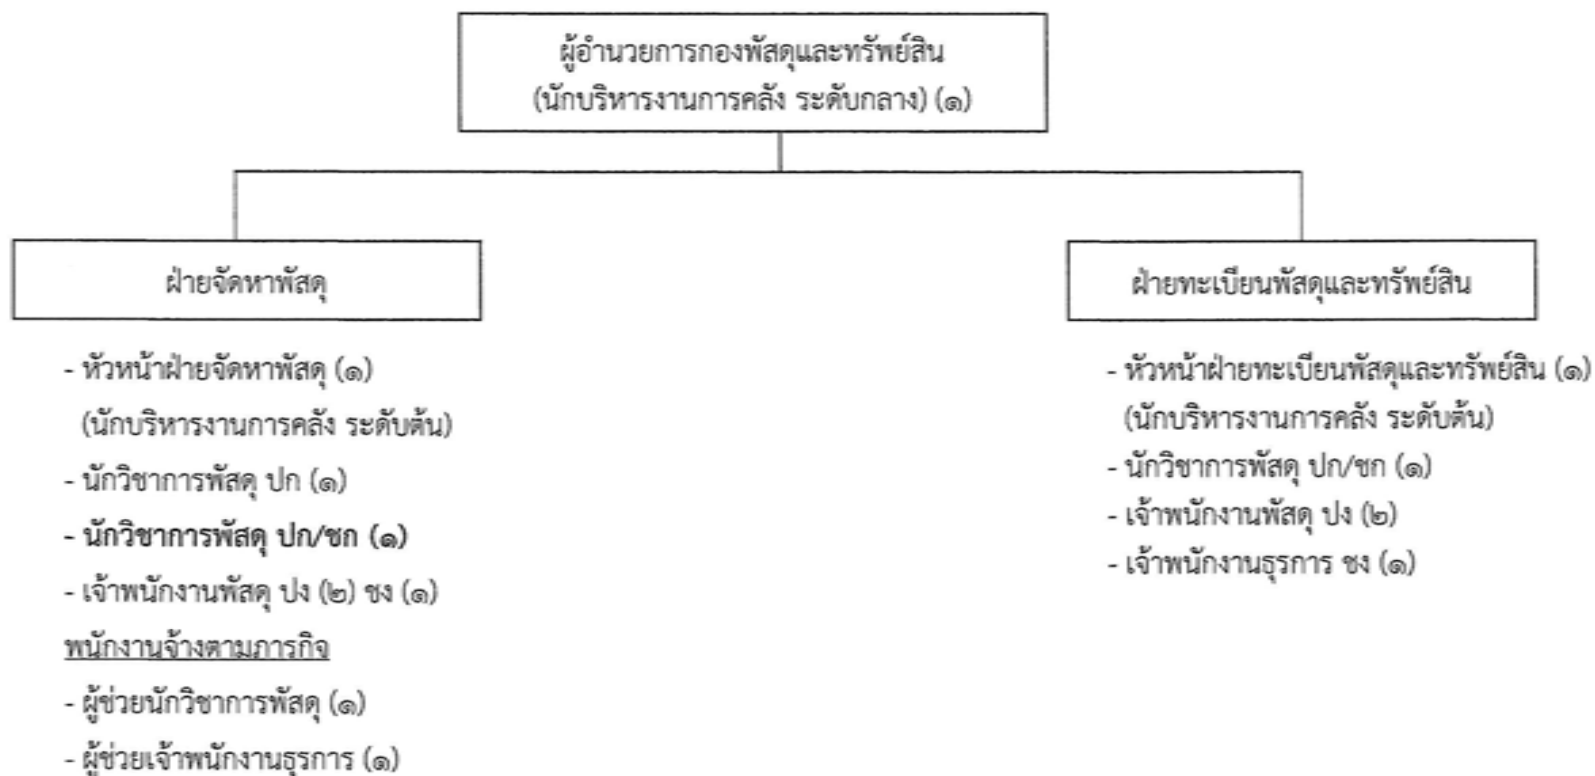 ผู้อำนวยการกองพัสดุและทรัพย์สิน
(นักบริหารงานการคลัง ระดับกลาง) (๑)
ฝ่ายจัดหาพัสดุ
- หัวหน้าฝ่ายจัดหาพัสดุ (๑)
(นักบริหารงานการคลัง ระดับต้น)
- นักวิชาการพัสดุ ปก (๑)
- นักวิชาการพัสดุ ปก/ชก (๑)
- เจ้าพนักงานพัสดุ ปง (๒) ชง (๑)
พนักงานจ้างตามภารกิจ
- ผู้ช่วยนักวิชาการพัสดุ (๑)
- ผู้ช่วยเจ้าพนักงานธุรการ (๑)
ฝ่ายทะเบียนพัสดุและทรัพย์สิน
- หัวหน้าฝ่ายทะเบียนพัสดุและทรัพย์สิน (๑)
(นักบริหารงานการคลัง ระดับต้น)
- นักวิชาการพัสดุ ปก/ชก (๑)
- เจ้าพนักงานพัสดุ ปง (๒)
- เจ้าพนักงานธุรการ ชง (๑)